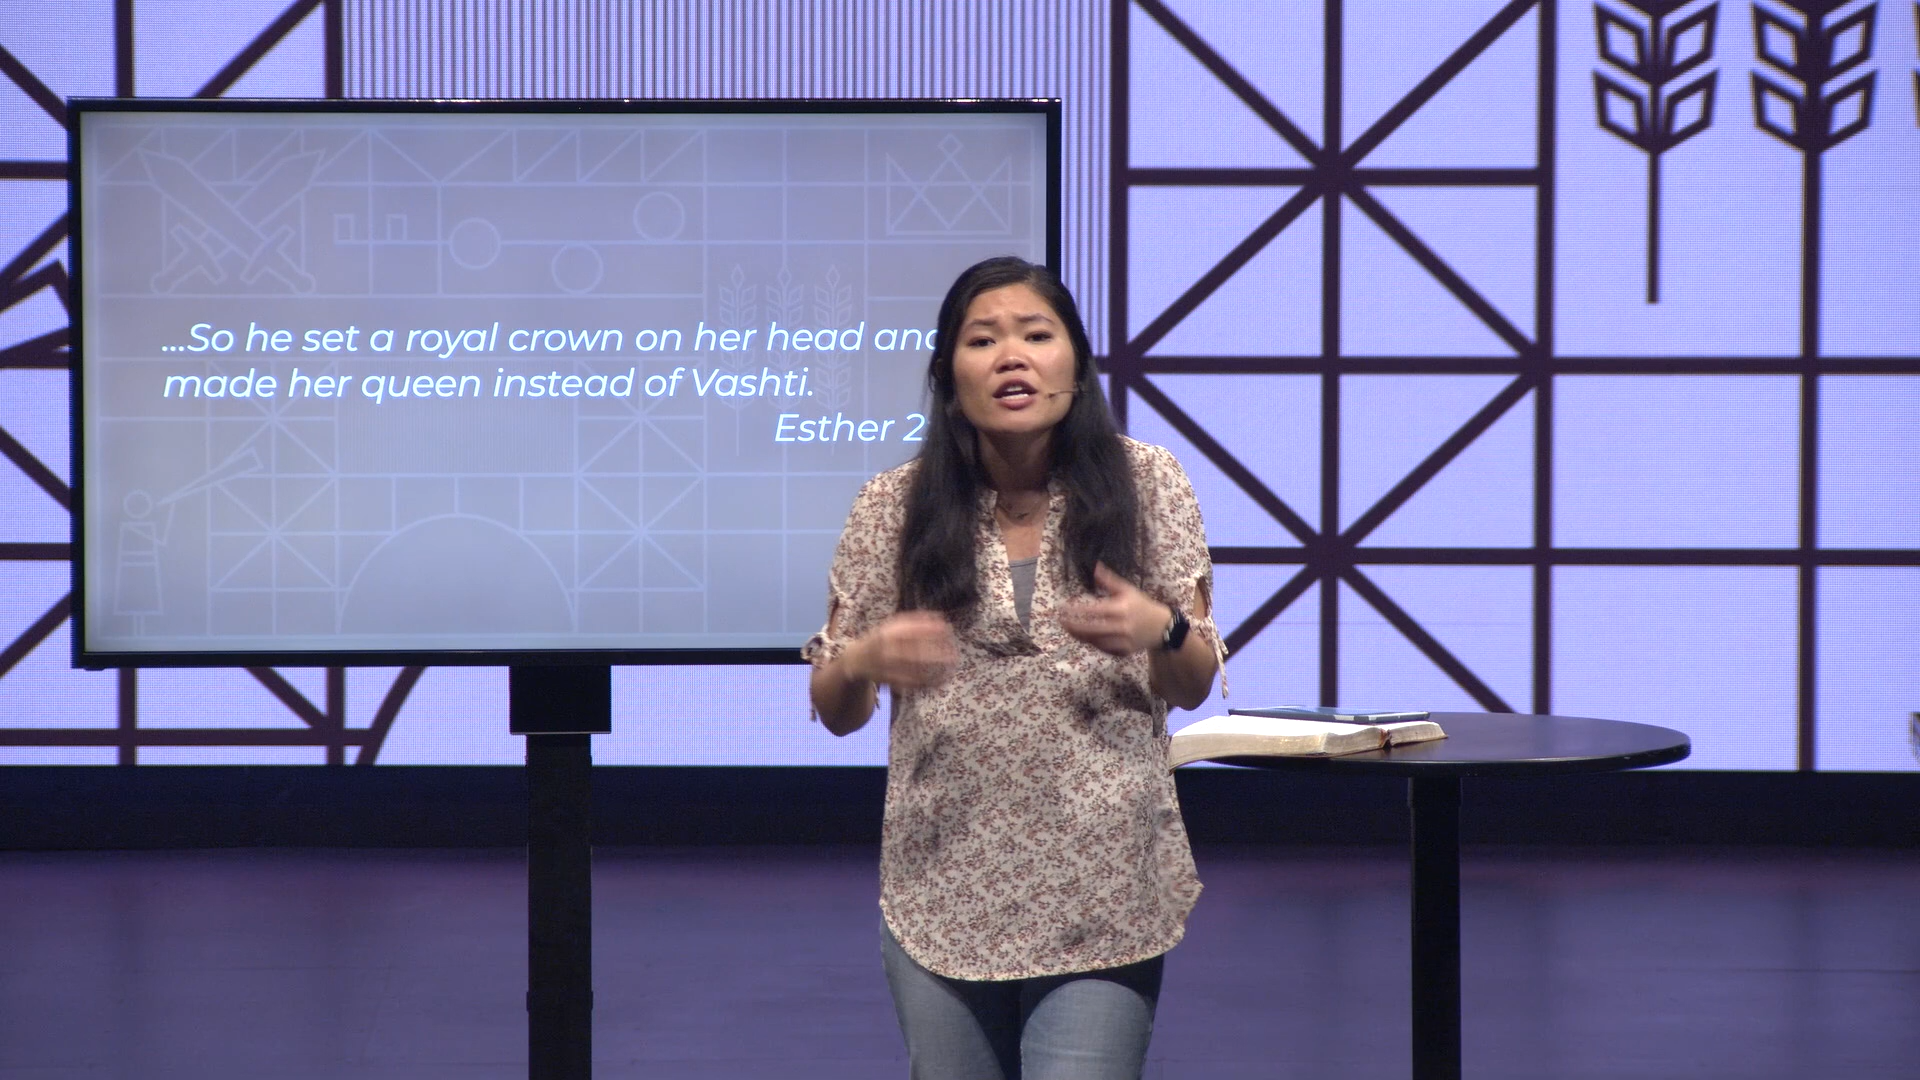 ...So he set a royal crown on her head and
made her queen instead of Vashti.
Esther 2